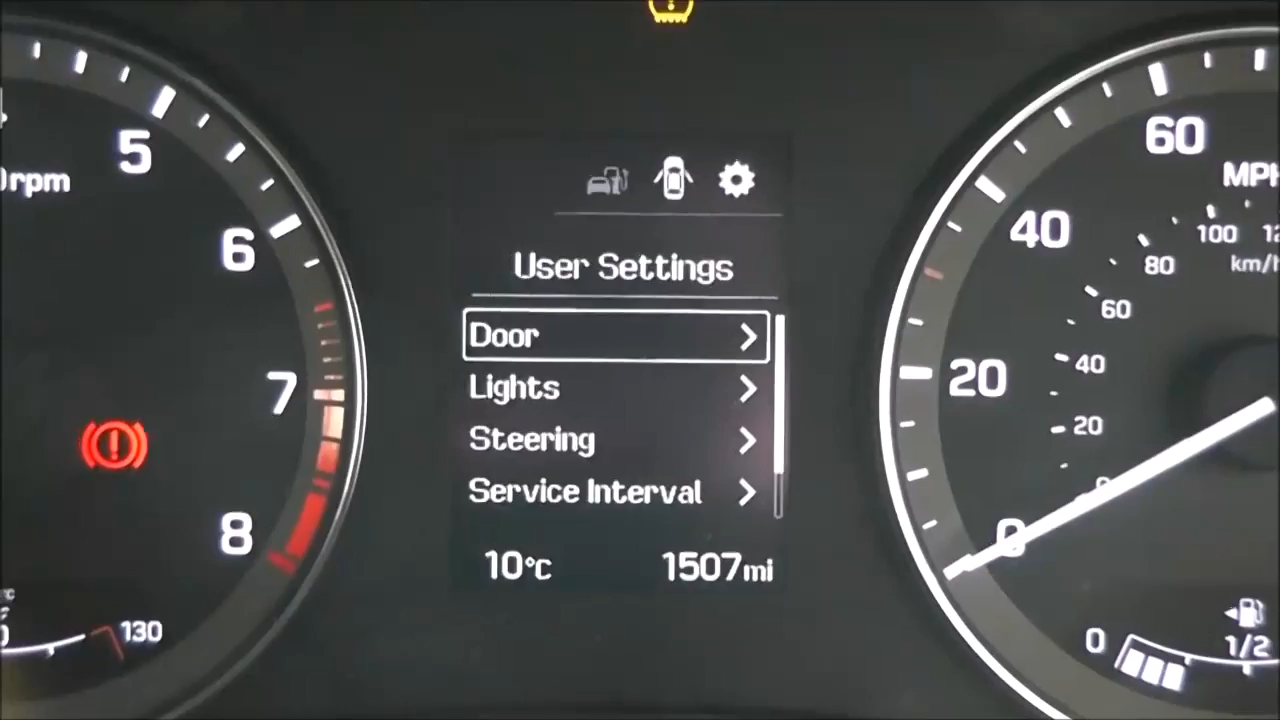 5
6
7
8
130
User Settings
Door
Lights
Steering
Service Interval
10°C
1507mi
60
40
20
0
MPH
100
80
60
40
20
0
km/h
0
1/2